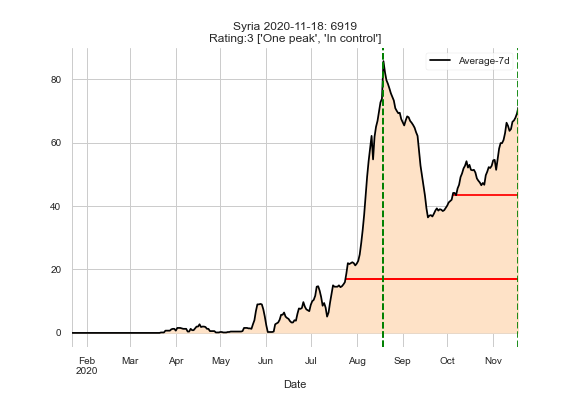 Syria 2020-11-18: 6919
Rating:3 ['One peak', 'In control']
Average-7d
80
60
40
20
0
Feb Mar Apr May Jun Jul Aug Sep Oct Nov
2020
Date